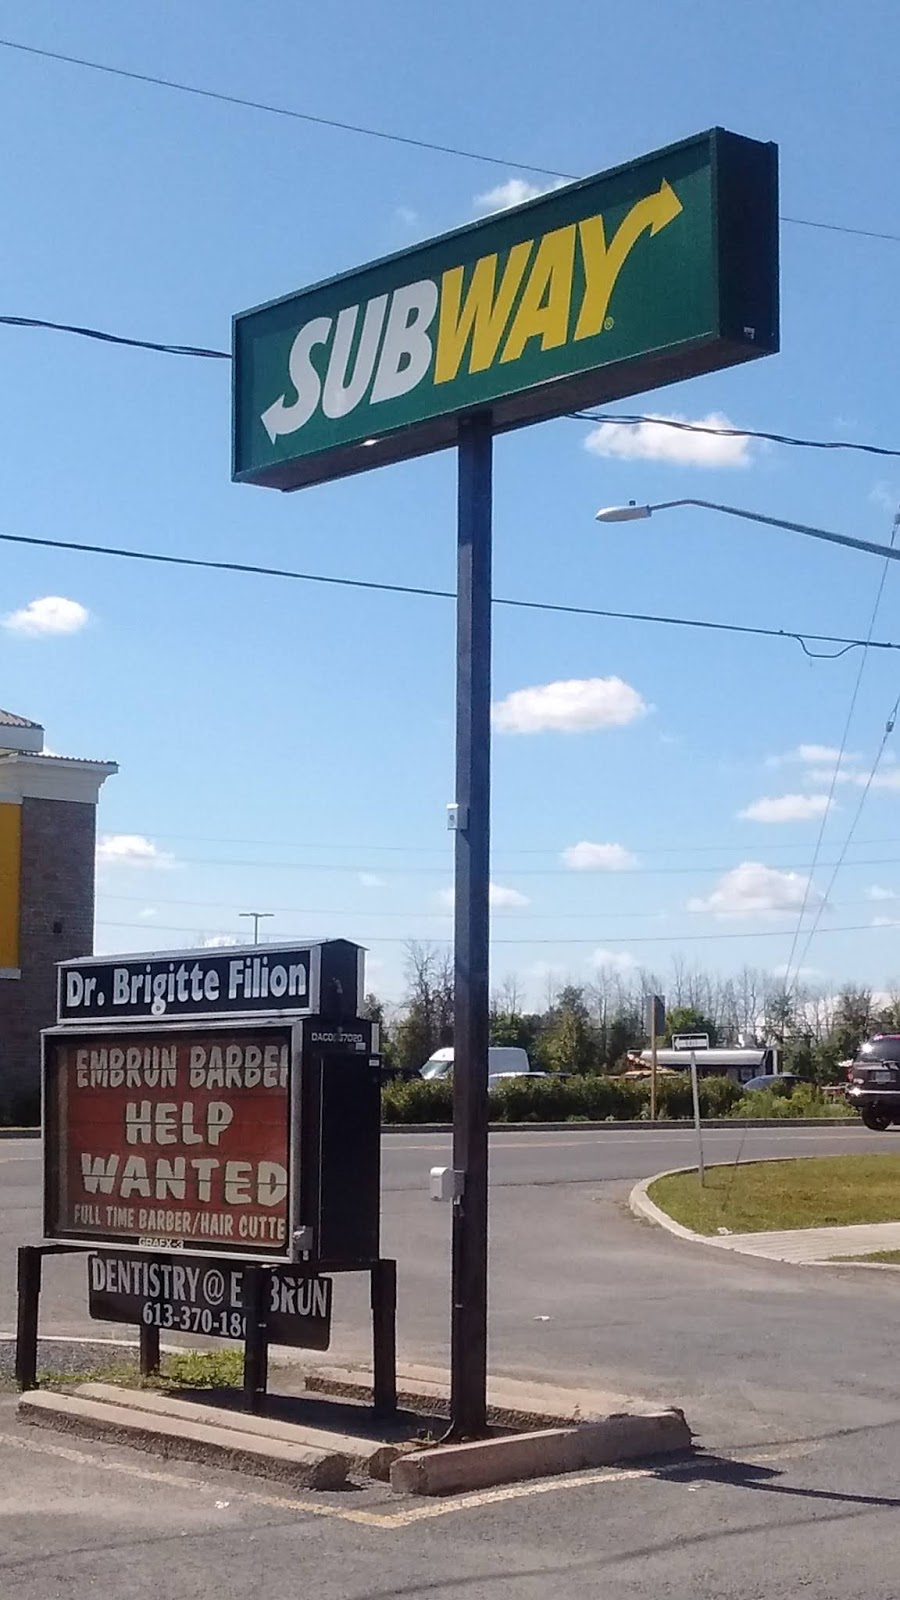 SUBWAY
Dr. Brigitte Filion
EMBRUN BARBE
HELP
WANTED
FULL TIME BARBER/HAIR CUTTE
GRAFX-3
DENTISTRY@E BRUN
613-370-18